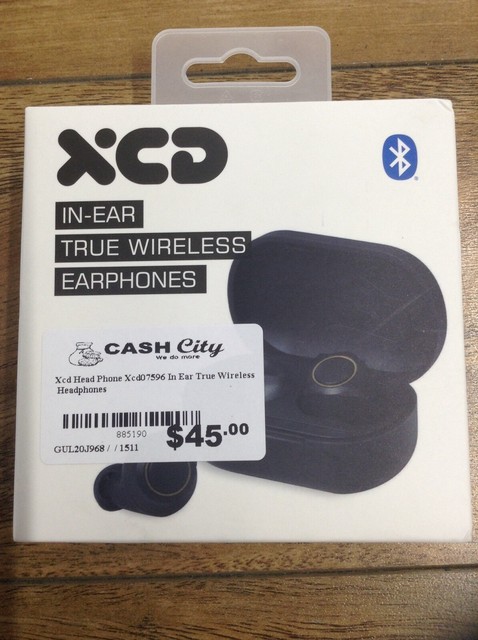 XCD
IN-EAR
TRUE WIRELESS
EARPHONES
CASH City
We do more
Xcd Head Phone Xcd07596 In Ear True Wireless
Headphones
885190
$45.00
GUL20J968 / / 1511